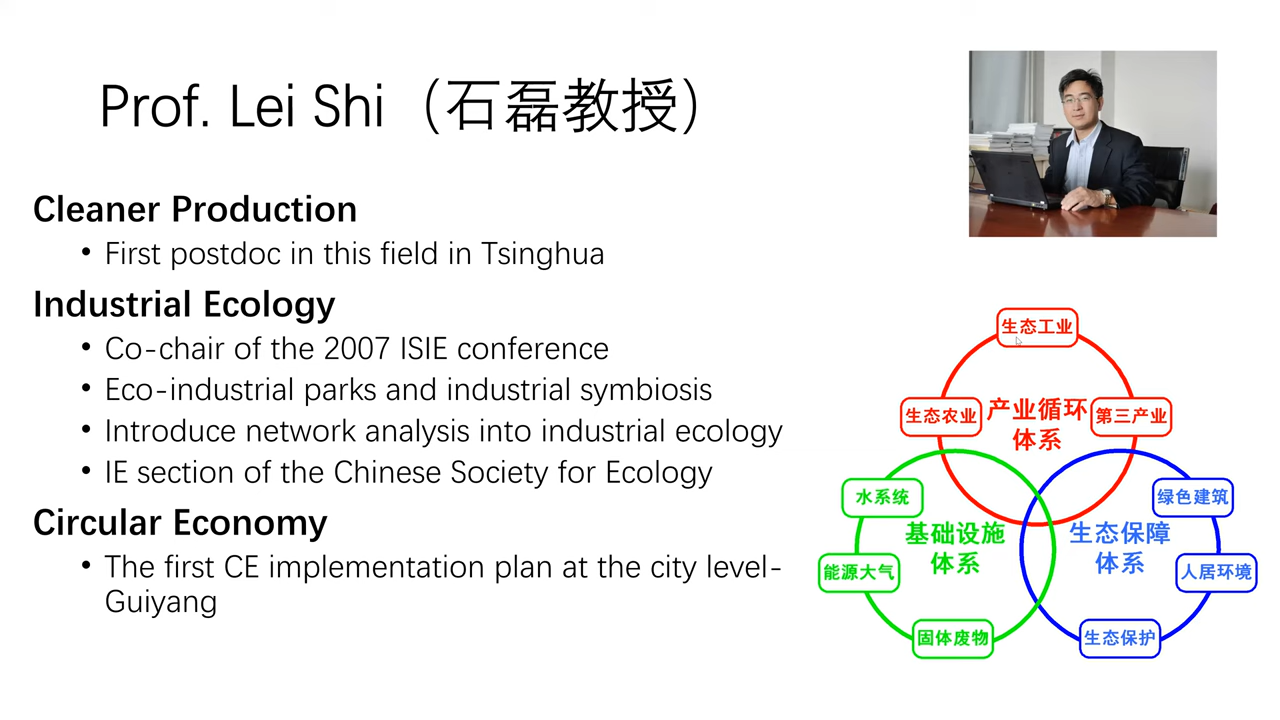 Prof. Lei Shi（石磊教授）
Cleaner Production
• First postdoc in this field in Tsinghua
Industrial Ecology
• Co-chair of the 2007 ISIE conference
• Eco-industrial parks and industrial symbiosis
• Introduce network analysis into industrial ecology
• IE section of the Chinese Society for Ecology
Circular Economy
• The first CE implementation plan at the city level-
Guiyang
生态工业
生态农业
产业循环
体系
第三产业
水系统
基础设施
体系
能源大气
固体废物
绿色建筑
生态保障
体系
人居环境
生态保护